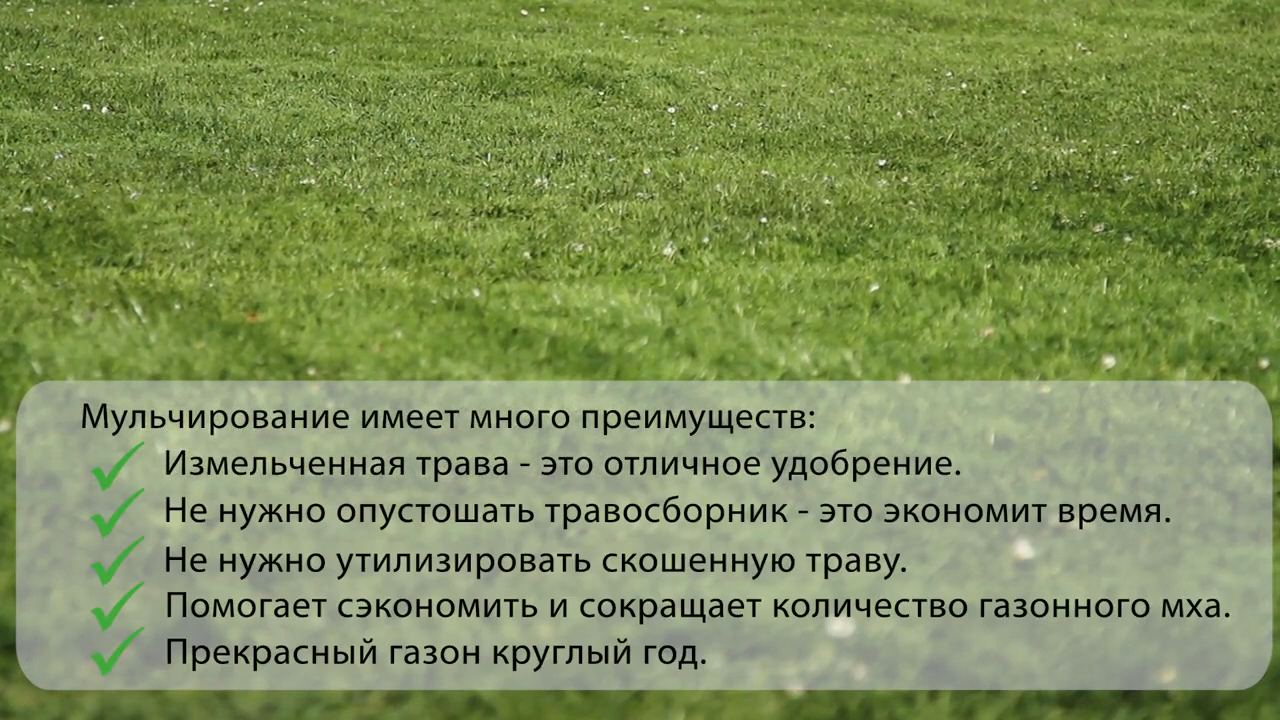 Мульчирование имеет много преимуществ:
Измельченная трава - это отличное удобрение.
Не нужно опустошать травосборник - это экономит время.
Не нужно утилизировать скошенную траву.
Помогает сэкономить и сокращает количество газонного мха.
Прекрасный газон круглый год.